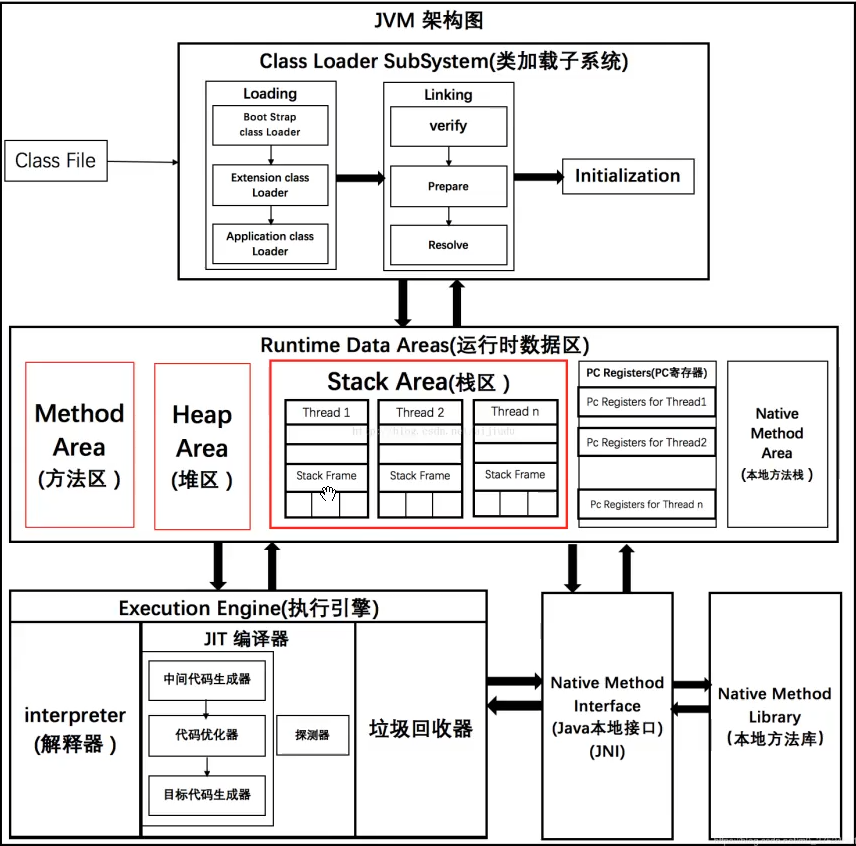 JVM 架构图
Class Loader SubSystem(类加载子系统)
Loading
Boot Strap
class Loader
Extension class
Loader
Application class
Loader
Linking
verify
Prepare
Resolve
Class File
Initialization
Runtime Data Areas(运行时数据区)
Method
Area
(方法区 )
Heap
Area
(堆区 )
Stack Area(栈区 )
Thread 1
Stack Frame
Thread 2
Stack Frame
Thread n
Stack Frame
PC Registers(PC寄存器)
Pc Registers for Thread1
Pc Registers for Thread2
Pc Registers for Thread n
Native
Method
Area
(本地方法栈 )
Execution Engine(执行引擎)
interpreter
(解释器 )
JIT 编译器
中间代码生成器
代码优化器
目标代码生成器
探测器
垃圾回收器
Native Method
Interface
(Java本地接口)
(JNI)
Native Method
Library
(本地方法库)